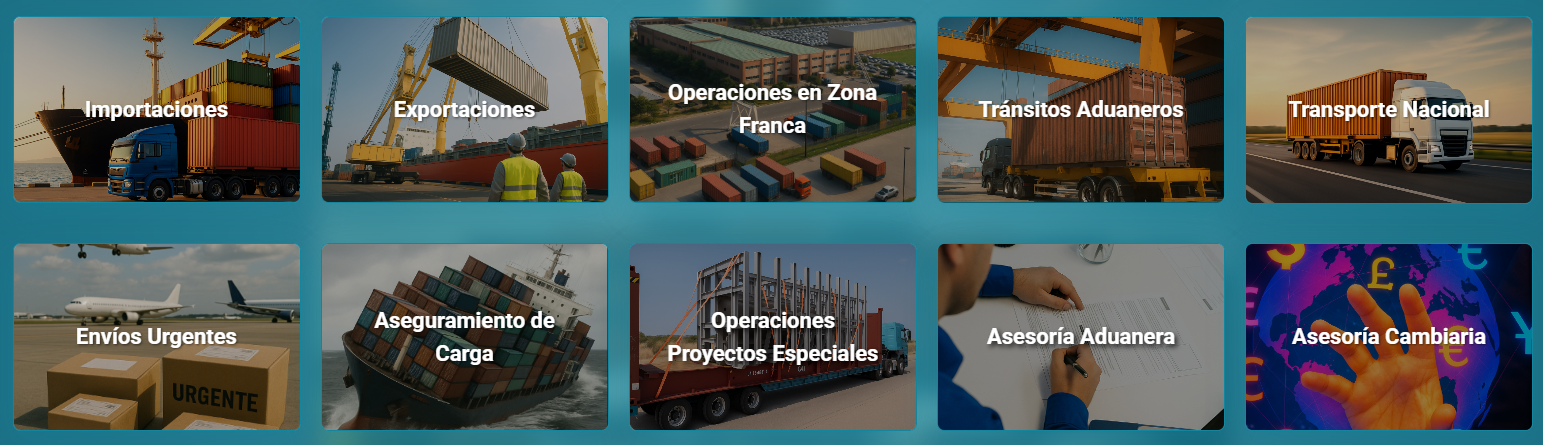 Importaciones
Exportaciones
Operaciones en Zona
Franca
Tránsitos Aduaneros
Transporte Nacional
Envíos Urgentes
URGENTE
Aseguramiento de
Carga
Operaciones
Proyectos Especiales
Asesoría Aduanera
Asesoría Cambiaria
£
€
€
€
€
$
¥